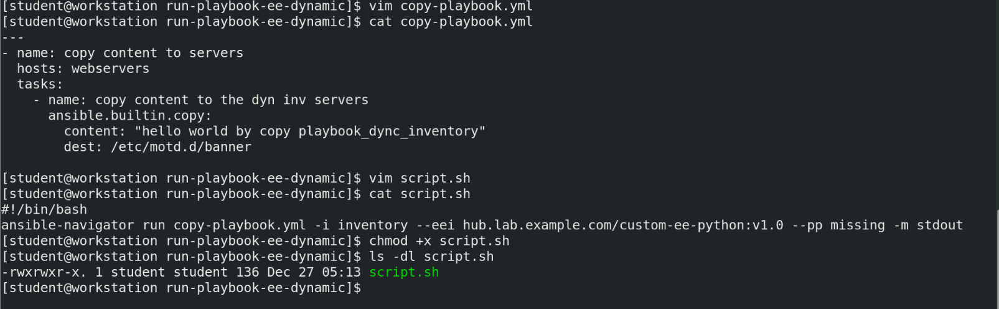 [student@workstation run-playbook-ee-dynamic]$ vim copy-playbook.yml
[student@workstation run-playbook-ee-dynamic]$ cat copy-playbook.yml
---
- name: copy content to servers
  hosts: webservers
  tasks:
    - name: copy content to the dyn inv servers
      ansible.builtin.copy:
        content: "hello world by copy playbook_dync_inventory"
        dest: /etc/motd.d/banner

[student@workstation run-playbook-ee-dynamic]$ vim script.sh
[student@workstation run-playbook-ee-dynamic]$ cat script.sh
#!/bin/bash
ansible-navigator run copy-playbook.yml -i inventory --eei hub.lab.example.com/custom-ee-python:v1.0 --pp missing -m stdout
[student@workstation run-playbook-ee-dynamic]$ chmod +x script.sh
[student@workstation run-playbook-ee-dynamic]$ ls -dl script.sh
-rwxrwxr-x. 1 student student 136 Dec 27 05:13 script.sh
[student@workstation run-playbook-ee-dynamic]$